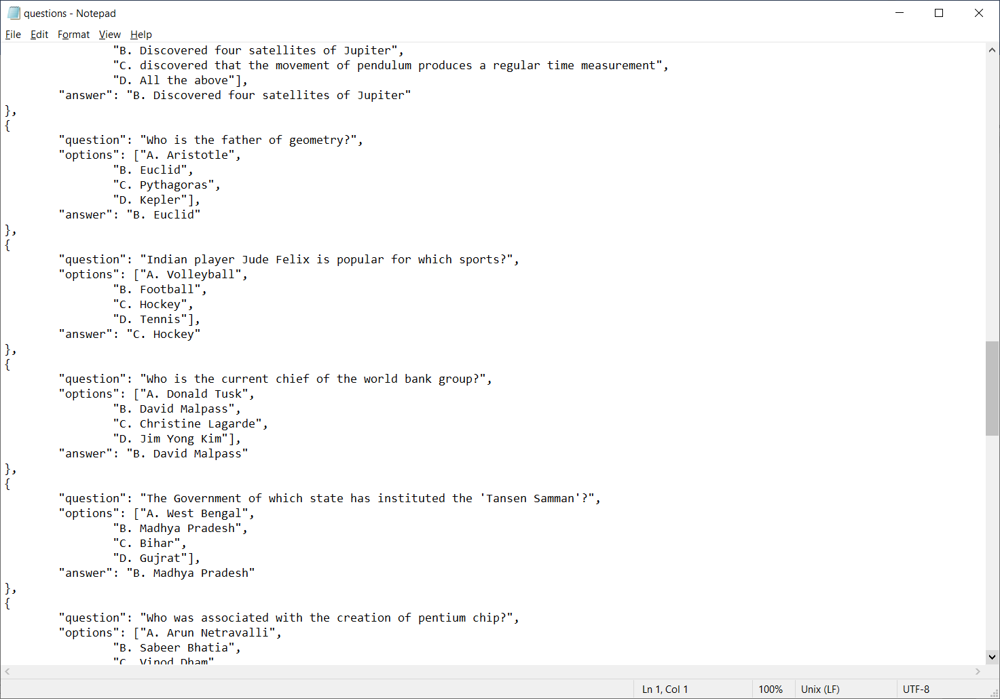 questions - Notepad
File Edit Format View Help
"B. Discovered four satellites of Jupiter",
"C. discovered that the movement of pendulum produces a regular time measurement",
"D. All the above"],
"answer": "B. Discovered four satellites of Jupiter"
},
{
"question": "Who is the father of geometry?",
"options": ["A. Aristotle",
"B. Euclid",
"C. Pythagoras",
"D. Kepler"],
"answer": "B. Euclid"
},
{
"question": "Indian player Jude Felix is popular for which sports?",
"options": ["A. Volleyball",
"B. Football",
"C. Hockey",
"D. Tennis"],
"answer": "C. Hockey"
},
{
"question": "Who is the current chief of the world bank group?",
"options": ["A. Donald Tusk",
"B. David Malpass",
"C. Christine Lagarde",
"D. Jim Yong Kim"],
"answer": "B. David Malpass"
},
{
"question": "The Government of which state has instituted the 'Tansen Samman'?",
"options": ["A. West Bengal",
"B. Madhya Pradesh",
"C. Bihar",
"D. Gujrat"],
"answer": "B. Madhya Pradesh"
},
{
"question": "Who was associated with the creation of pentium chip?",
"options": ["A. Arun Netravalli",
"B. Sabeer Bhatia",
"C. Vinod Dham"
Ln 1, Col 1 100% Unix (LF) UTF-8